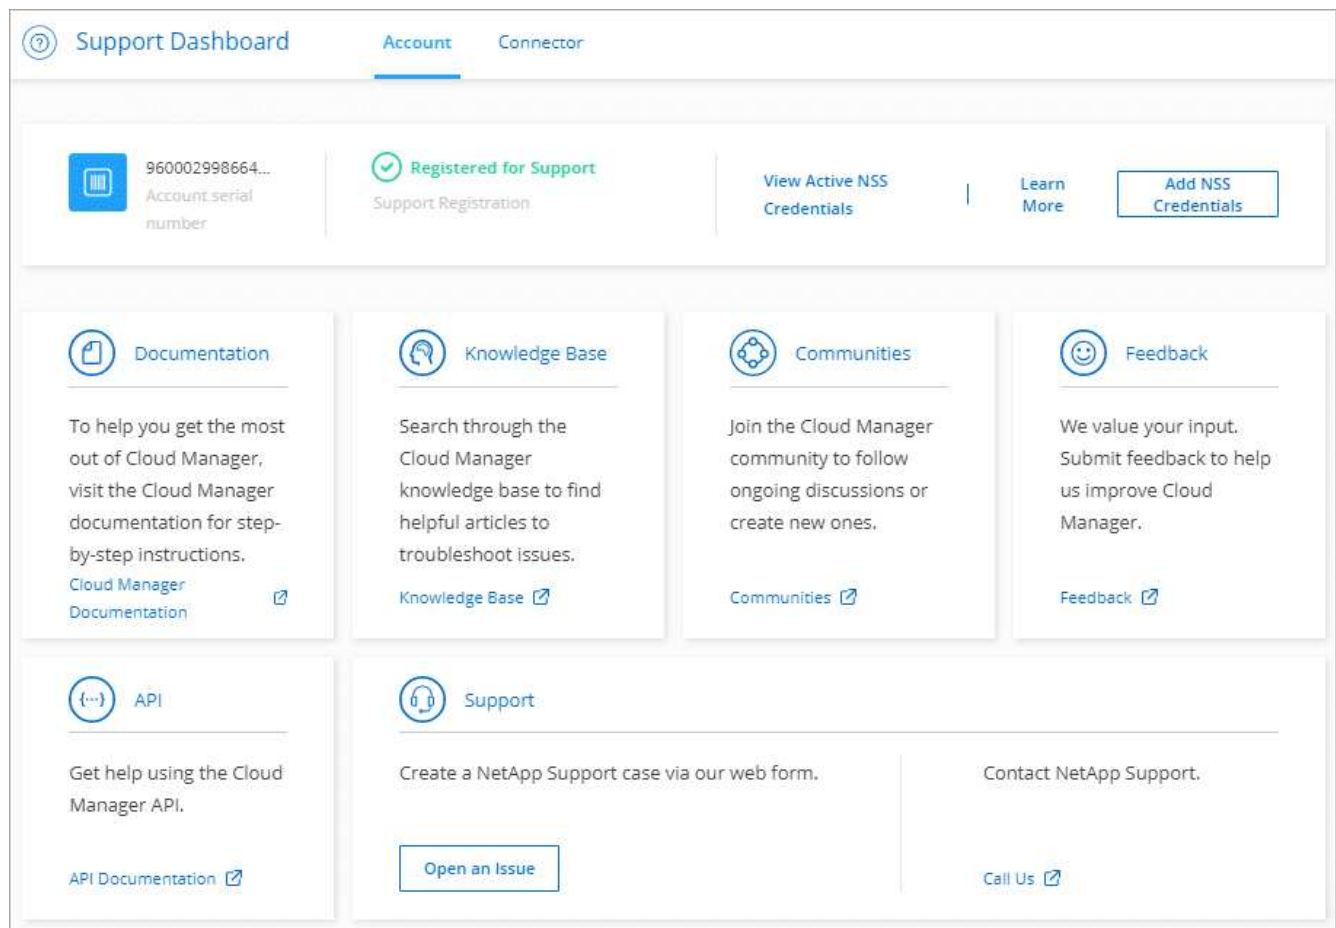 Support Dashboard
Account
Connector
960002998664...
Account serial
number
Registered for Support
Support Registration
View Active NSS
Credentials
Learn
More
Add NSS
Credentials
Documentation
To help you get the most
out of Cloud Manager,
visit the Cloud Manager
documentation for step-
by-step instructions.
Cloud Manager
Documentation
Knowledge Base
Search through the
Cloud Manager
knowledge base to find
helpful articles to
troubleshoot issues.
Knowledge Base
Communities
Join the Cloud Manager
community to follow
ongoing discussions or
create new ones.
Communities
Feedback
We value your input.
Submit feedback to help
us improve Cloud
Manager.
Feedback
API
Get help using the Cloud
Manager API.
API Documentation
Support
Create a NetApp Support case via our web form.
Open an Issue
Contact NetApp Support.
Call Us